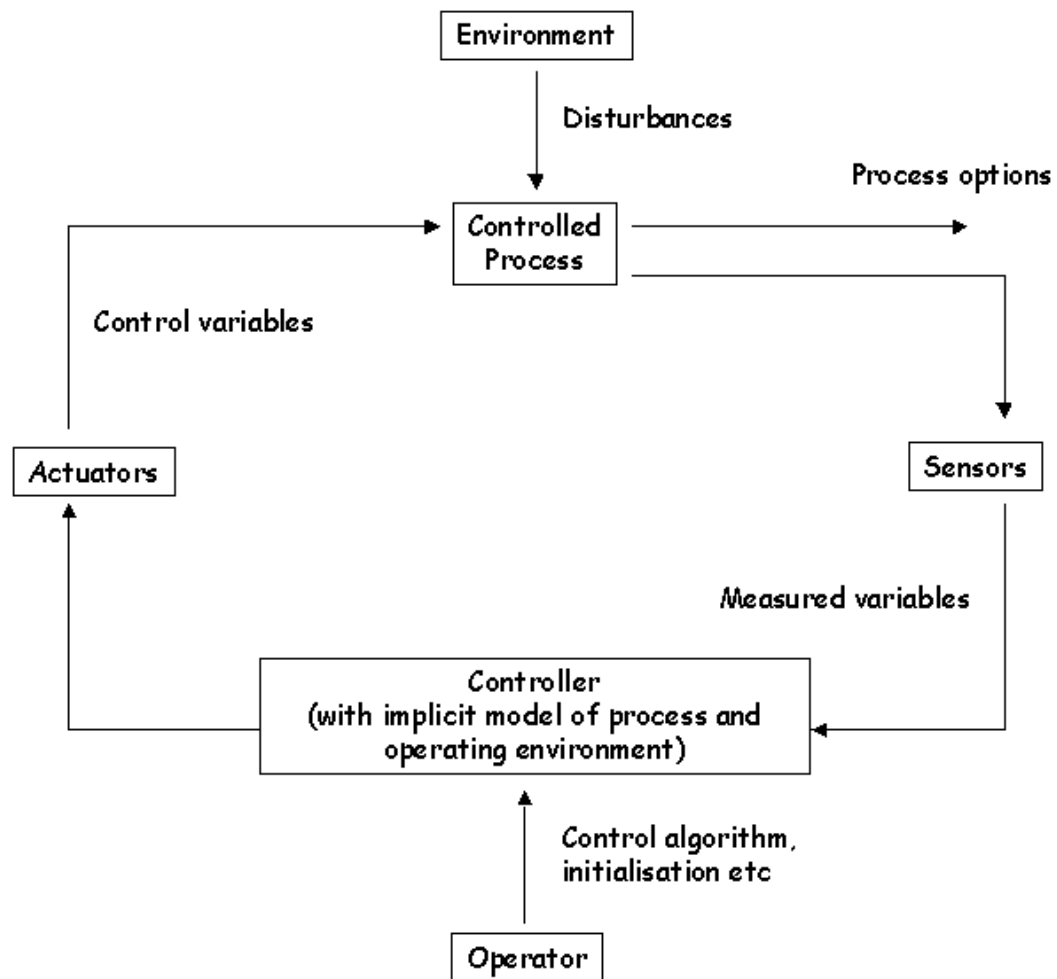 Environment
Disturbances
Process options
Controlled
Process
Control variables
Actuators
Sensors
Measured variables
Controller
(with implicit model of process and
operating environment)
Control algorithm,
initialisation etc
Operator